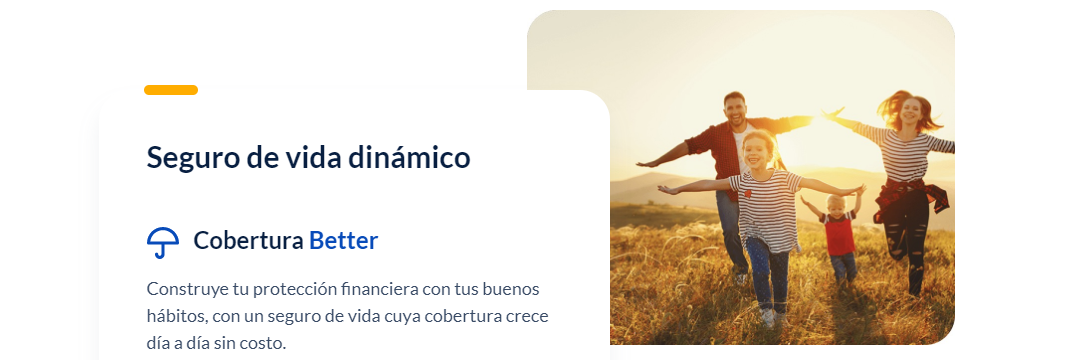 Seguro de vida dinámico
Cobertura Better
Construye tu protección financiera con tus buenos
hábitos, con un seguro de vida cuya cobertura crece
día a día sin costo.